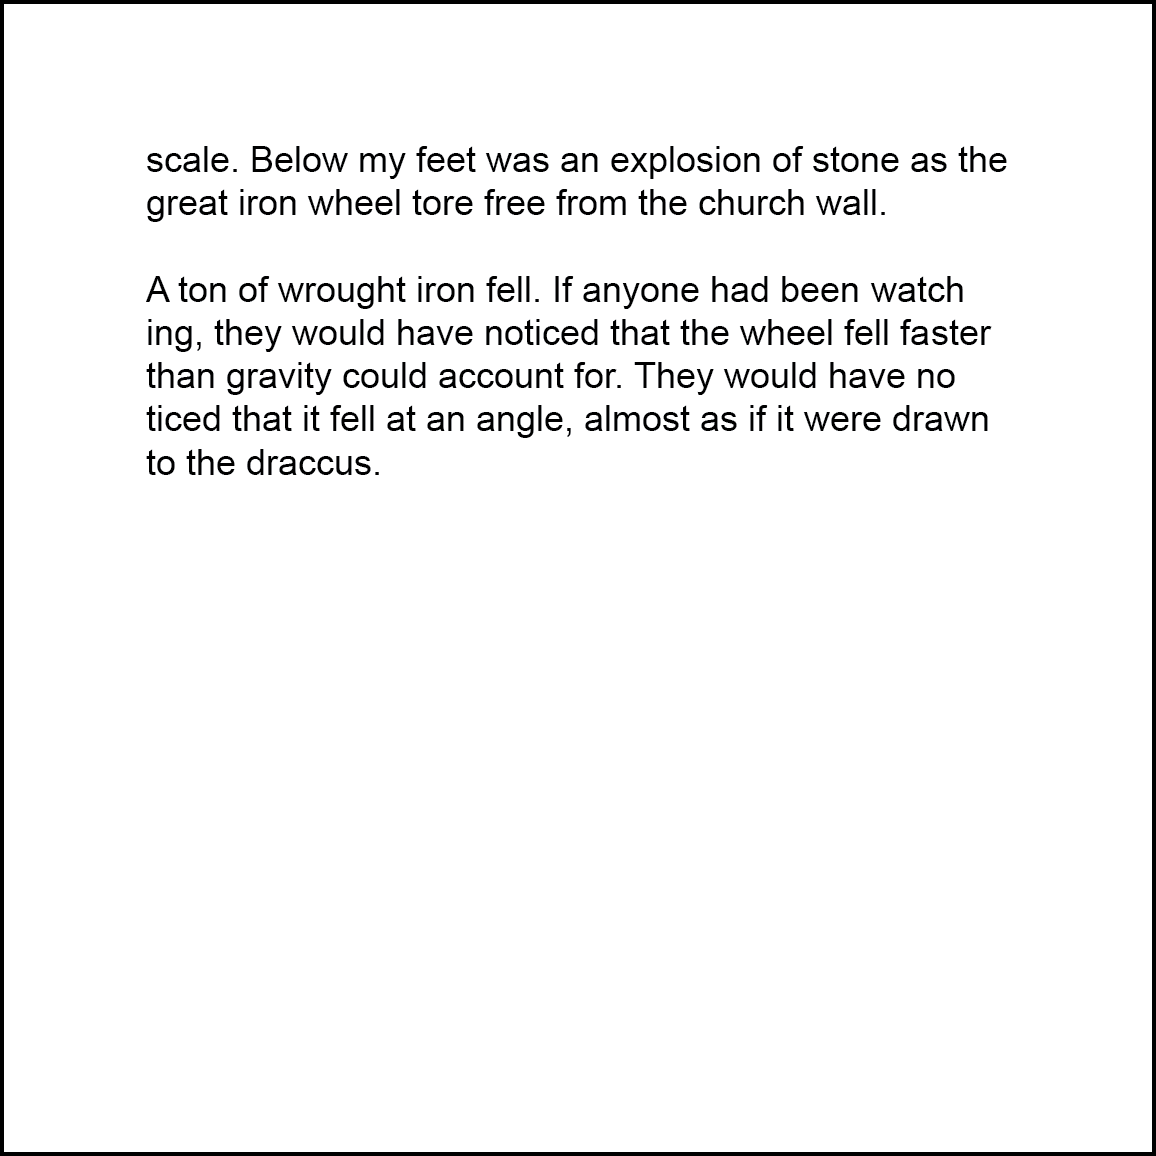 scale. Below my feet was an explosion of stone as the
great iron wheel tore free from the church wall.
A ton of wrought iron fell. If anyone had been watch
ing, they would have noticed that the wheel fell faster
than gravity could account for. They would have no
ticed that it fell at an angle, almost as if it were drawn
to the draccus.